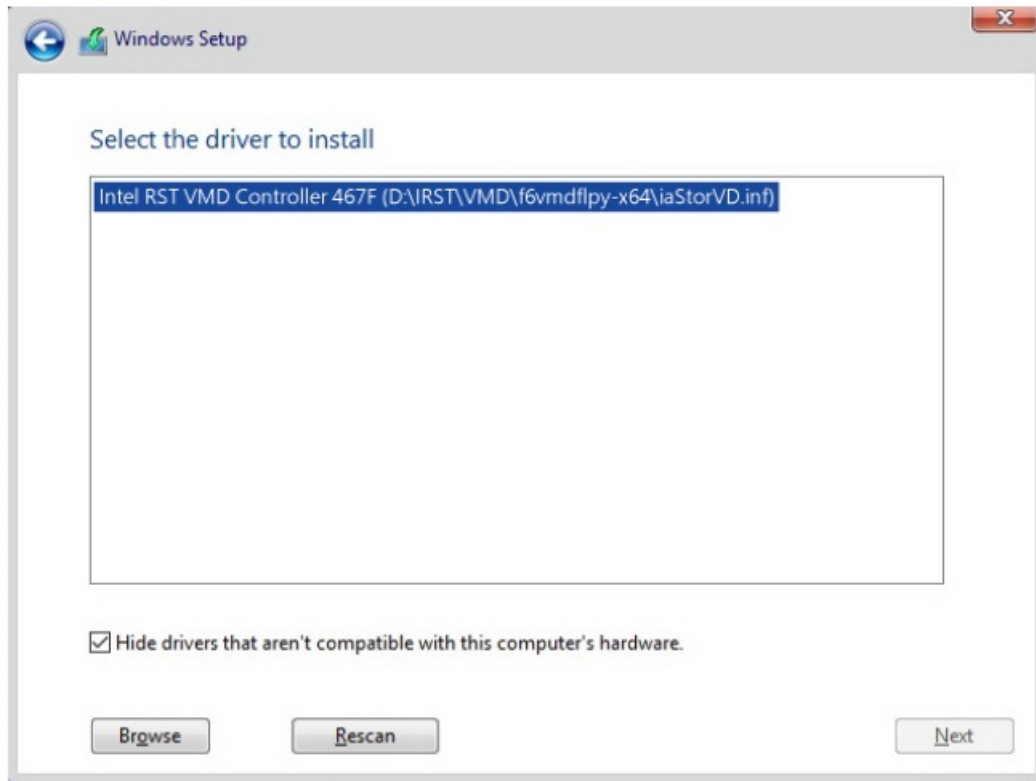 Windows Setup
Select the driver to install
Intel RST VMD Controller 467F (D:\IRST\VMD\f6vmdflpy-x64\iaStorVD.inf)
Hide drivers that aren't compatible with this computer's hardware.
Browse Rescan Next